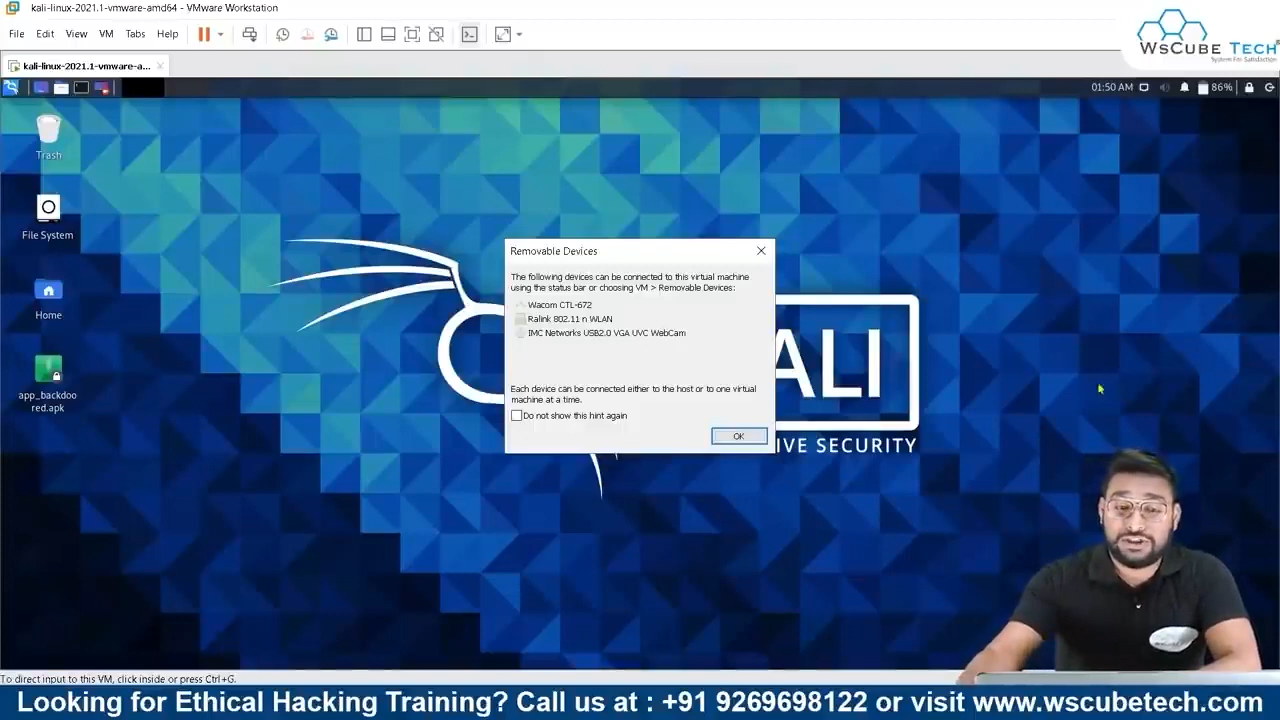 kali-linux-2021.1-vmware-amd64 - VMware Workstation
File Edit View VM Tabs Help
WsCube Tech
System For Satisfaction
kali-linux-2021.1-vmware-a...
01:50 AM 86%
Trash
File System
Home
app_backdoo
red.apk
Removable Devices
The following devices can be connected to this virtual machine
using the status bar or choosing VM > Removable Devices:
Wacom CTL-672
Ralink 802.11 n WLAN
IMC Networks USB2.0 VGA UVC WebCam
Each device can be connected either to the host or to one virtual
machine at a time.
Do not show this hint again
OK
ALI
IVE SECURITY
To direct input to this VM, click inside or press Ctrl+G.
Looking for Ethical Hacking Training? Call us at : +91 9269698122 or visit www.wscubetech.com